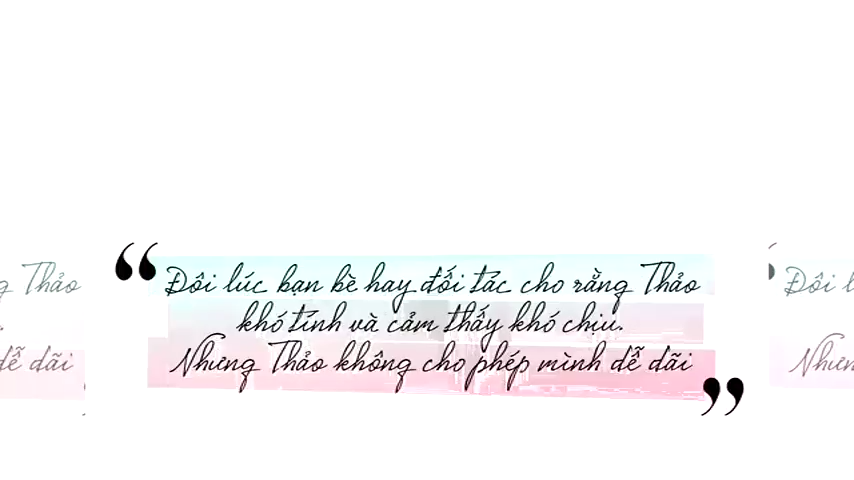 “Đôi lúc bạn bè hay đối tác cho rằng Thảo
khó tính và cảm thấy khó chịu.
Nhưng Thảo không cho phép mình dễ dãi”